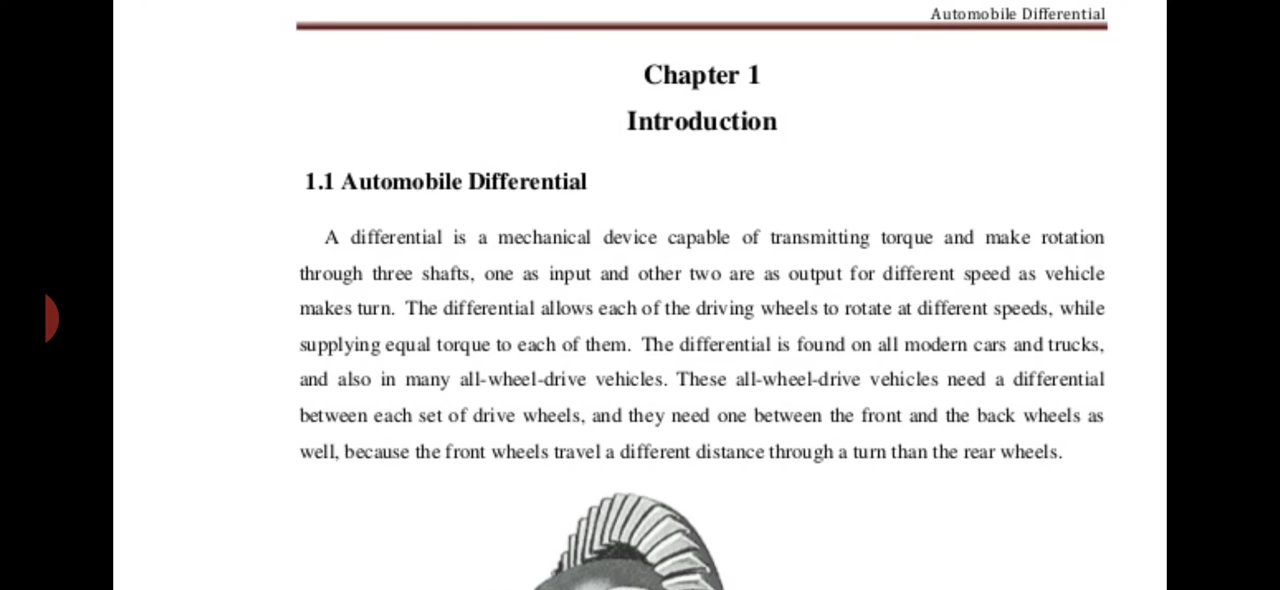 Automobile Differential
Chapter 1
Introduction
1.1 Automobile Differential
A differential is a mechanical device capable of transmitting torque and make rotation
through three shafts, one as input and other two are as output for different speed as vehicle
makes turn. The differential allows each of the driving wheels to rotate at different speeds, while
supplying equal torque to each of them. The differential is found on all modern cars and trucks,
and also in many all-wheel-drive vehicles. These all-wheel-drive vehicles need a differential
between each set of drive wheels, and they need one between the front and the back wheels as
well, because the front wheels travel a different distance through a turn than the rear wheels.